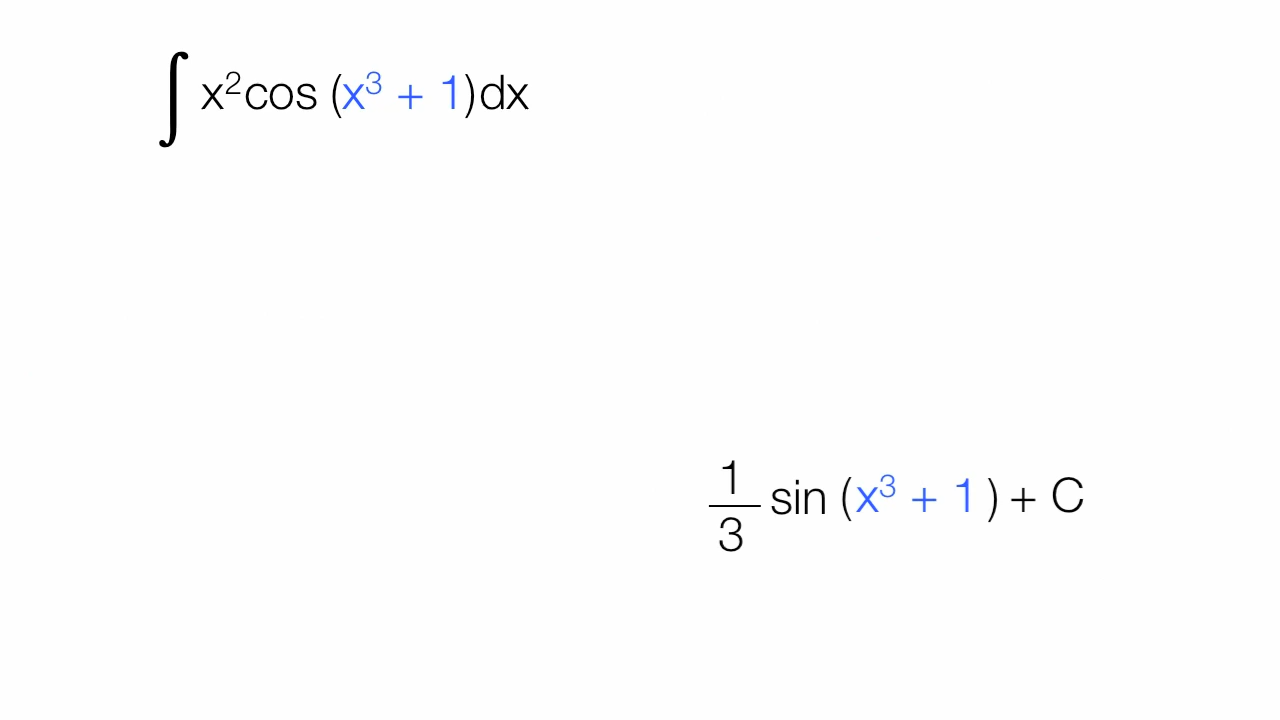 ∫ x²cos (x³ + 1)dx
1/3 sin (x³ + 1) + C